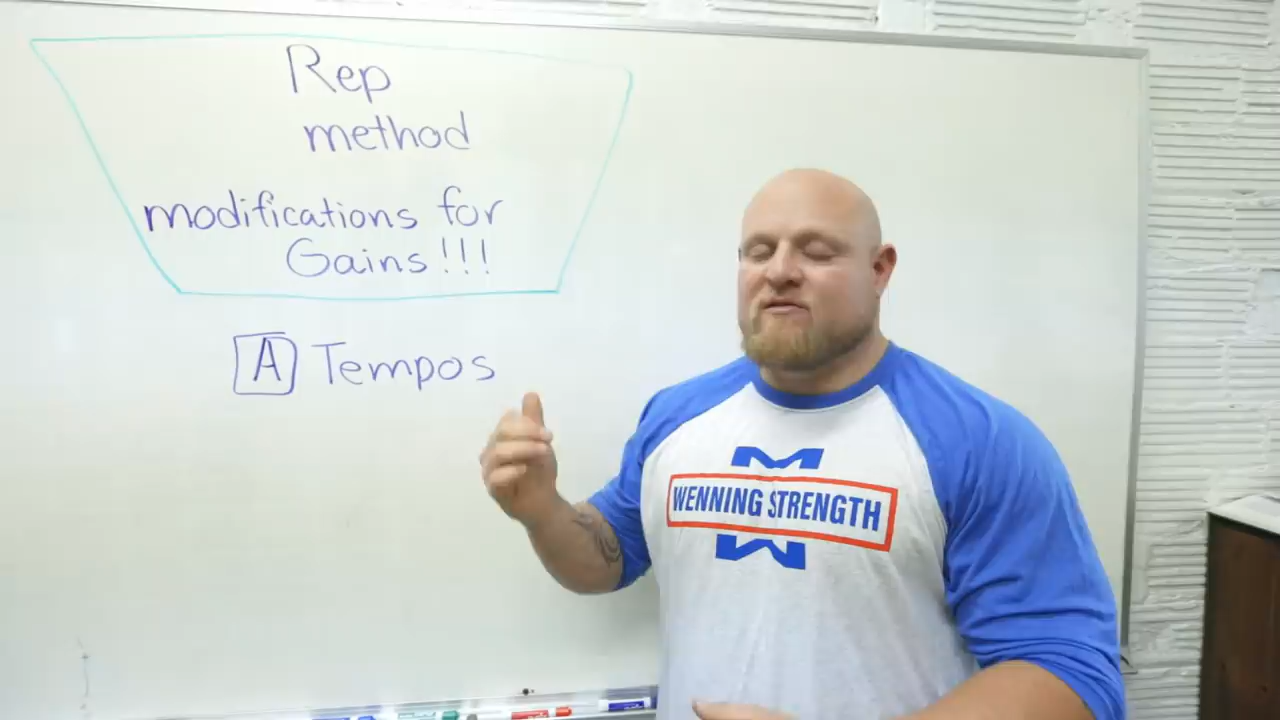 Rep
method
modifications for
Gains!!!
A Tempos
WENNING STRENGTH